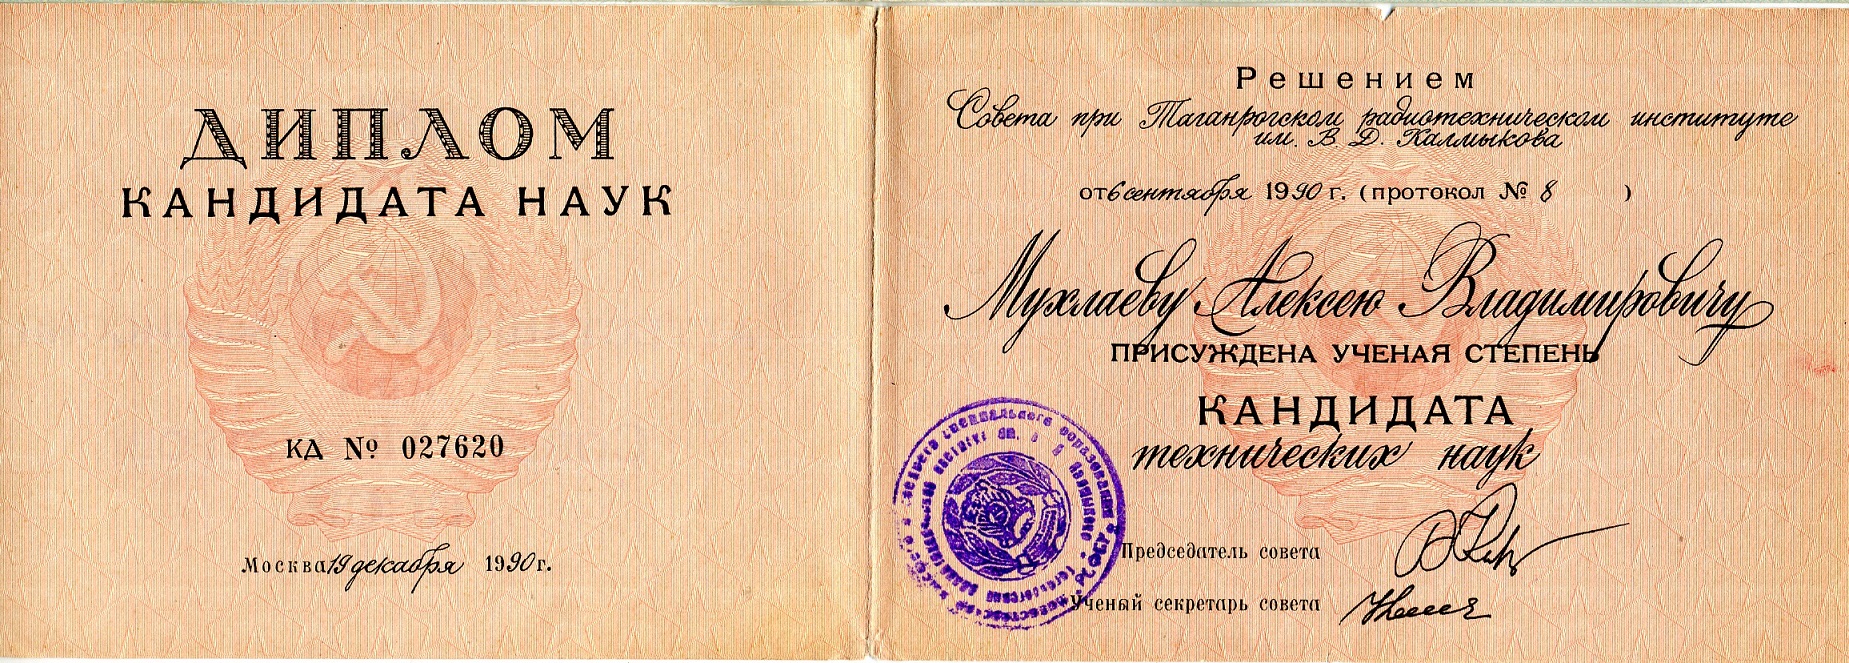 ДИПЛОМ
КАНДИДАТА НАУК
КД № 027620
Москва 19 декабря 1990 г.
Решением
Совета при Таганрогском радиотехническом институте
им. В. Д. Калмыкова
от 6 сентября 1990 г. (протокол № 8 )
Мухлаеву Алексею Владимировичу
ПРИСУЖДЕНА УЧЕНАЯ СТЕПЕНЬ
КАНДИДАТА
технических наук
Председатель совета
Ученый секретарь совета